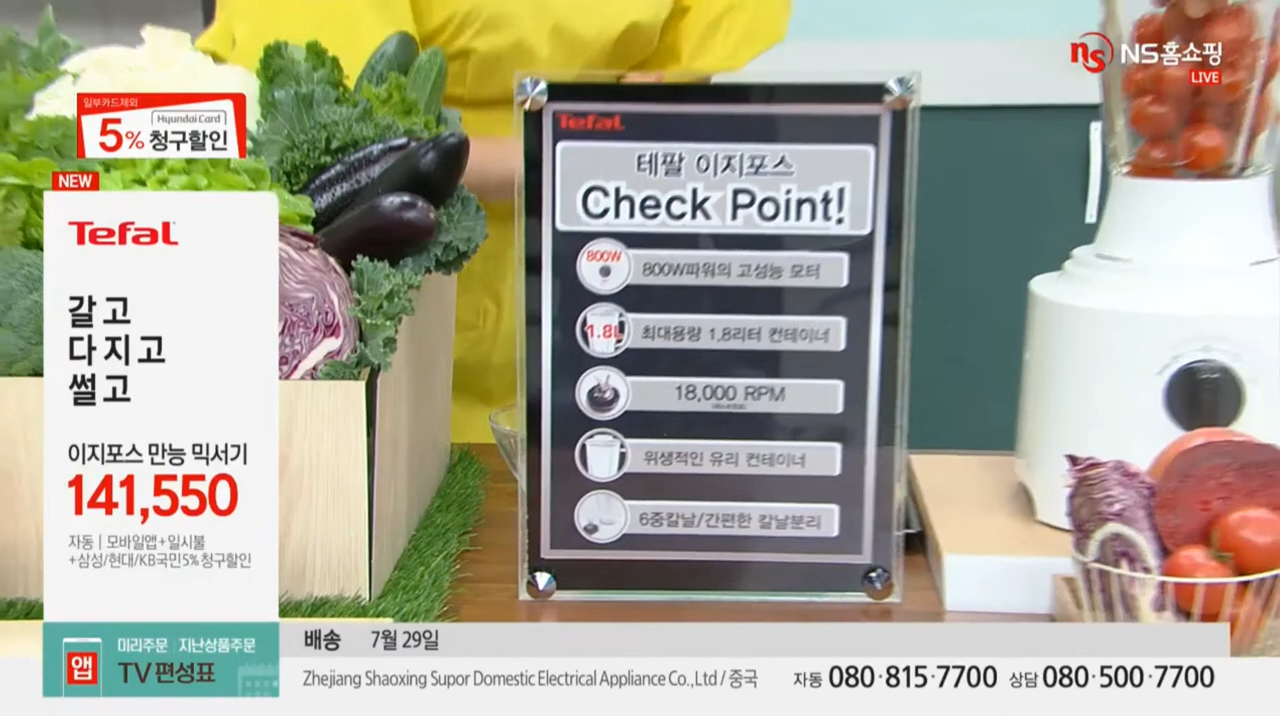 일부카드제외
HyundaiCard
5% 청구할인
NEW
Tefal
갈고
다지고
썰고
이지포스 만능 믹서기
141,550
자동 | 모바일앱+일시불
+삼성/현대/KB국민5% 청구할인
앱
미리주문 | 지난상품주문
TV편성표
Tefal
테팔 이지포스
Check Point!
800W
800W파워의 고성능 모터
1.8L
최대용량 1.8리터 컨테이너
18,000 RPM
위생적인 유리 컨테이너
6중칼날/간편한 칼날분리
ns NS홈쇼핑
LIVE
배송 7월 29일
Zhejiang Shaoxing Supor Domestic Electrical Appliance Co.,Ltd / 중국
자동 080·815·7700 상담 080·500·7700